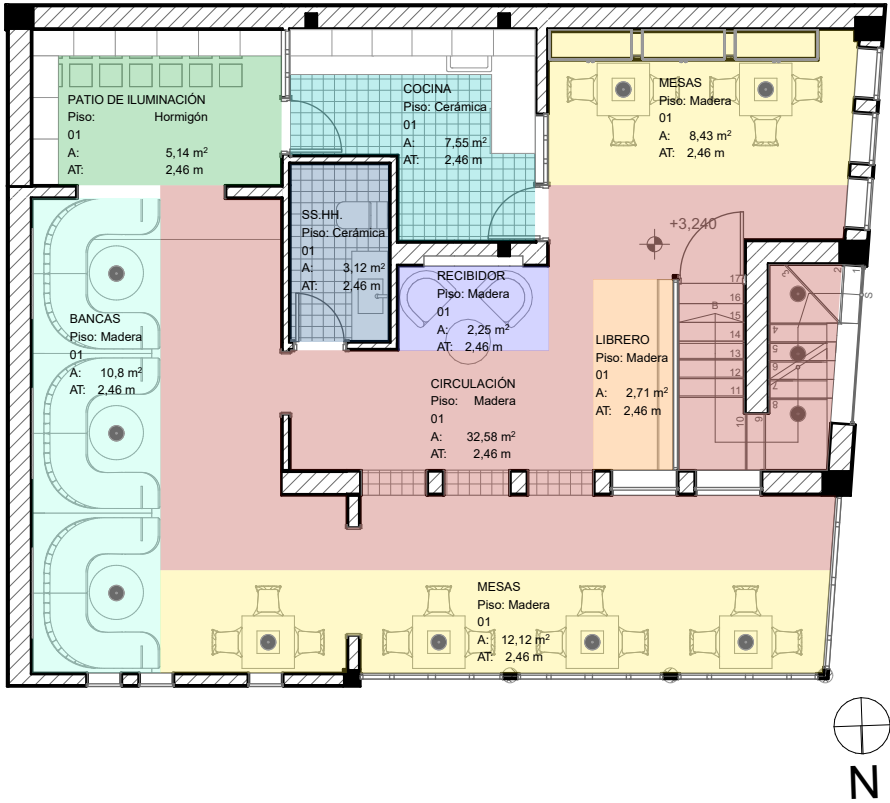 PATIO DE ILUMINACIÓN
Piso: Hormigón
01
A: 5,14 m²
AT: 2,46 m
COCINA
Piso: Cerámica
01
A: 7,55 m²
AT: 2,46 m
MESAS
Piso: Madera
01
A: 8,43 m²
AT: 2,46 m
SS.HH.
Piso: Cerámica
01
A: 3,12 m²
AT: 2,46 m
+3,240
RECIBIDOR
Piso: Madera
01
A: 2,25 m²
AT: 2,46 m
BANCAS
Piso: Madera
01
A: 10,8 m²
AT: 2,46 m
LIBRERO
Piso: Madera
01
A: 2,71 m²
AT: 2,46 m
CIRCULACIÓN
Piso: Madera
01
A: 32,58 m²
AT: 2,46 m
17
16
B
15
14
13
12
11
10
9
8
7
6
5
4
3
2
1
S
MESAS
Piso: Madera
01
A: 12,12 m²
AT: 2,46 m
N